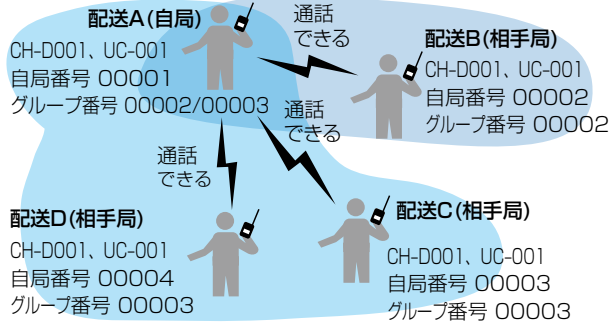 配送A(自局)
CH-D001、UC-001
自局番号 00001
グループ番号 00002/00003
通話
できる
配送B(相手局)
CH-D001、UC-001
自局番号 00002
グループ番号 00002
通話
できる
通話
できる
配送D(相手局)
CH-D001、UC-001
自局番号 00004
グループ番号 00003
配送C(相手局)
CH-D001、UC-001
自局番号 00003
グループ番号 00003